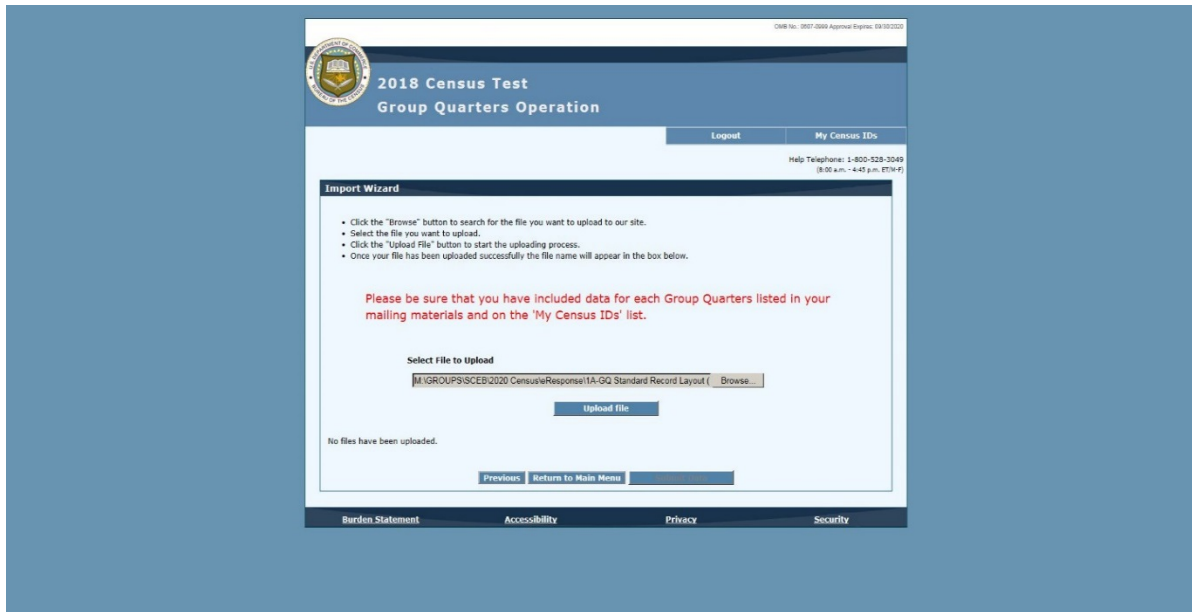 OMB No.: 0607-0999 Approval Expires: 09/30/2020
U.S. DEPARTMENT OF COMMERCE
BUREAU OF THE CENSUS
2018 Census Test
Group Quarters Operation
Logout My Census IDs
Help Telephone: 1-800-528-3049
(8:00 a.m. - 4:45 p.m. ET/M-F)
Import Wizard
• Click the "Browse" button to search for the file you want to upload to our site.
• Select the file you want to upload.
• Click the "Upload File" button to start the uploading process.
• Once your file has been uploaded successfully the file name will appear in the box below.
Please be sure that you have included data for each Group Quarters listed in your
mailing materials and on the 'My Census IDs' list.
Select File to Upload
M:\GROUPS\SCEB\2020 Census\eResponse\1A-GQ Standard Record Layout ( Browse...
Upload file
No files have been uploaded.
Previous Return to Main Menu
Burden Statement Accessibility Privacy Security